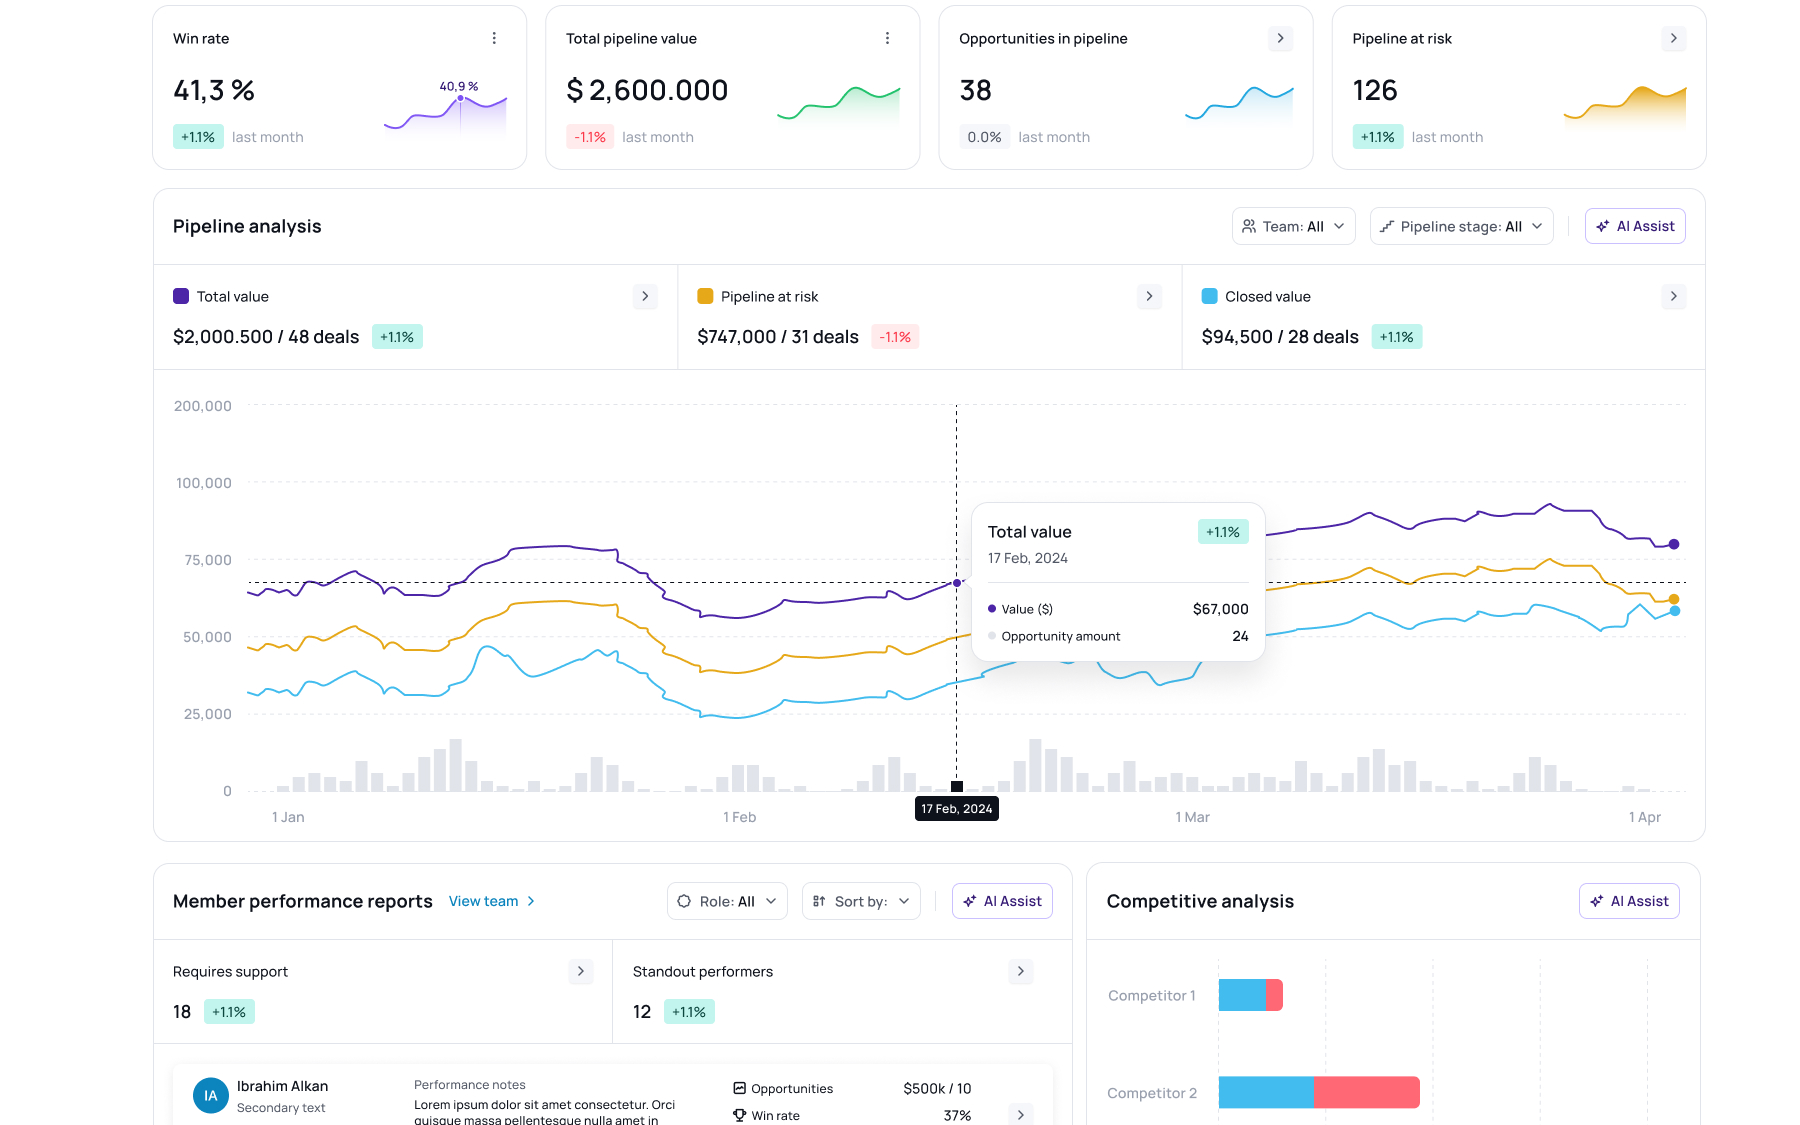 Win rate
41,3 %
40,9 %
+1.1% last month
Total pipeline value
$ 2,600.000
-1.1% last month
Opportunities in pipeline
38
0.0% last month
Pipeline at risk
126
+1.1% last month
Pipeline analysis
Team: All
Pipeline stage: All
AI Assist
Total value
$2,000.500 / 48 deals +1.1%
Pipeline at risk
$747,000 / 31 deals -1.1%
Closed value
$94,500 / 28 deals +1.1%
200,000
100,000
75,000
50,000
25,000
0
Total value +1.1%
17 Feb, 2024
Value ($) $67,000
Opportunity amount 24
1 Jan
1 Feb
17 Feb, 2024
1 Mar
1 Apr
Member performance reports
View team
Role: All
Sort by:
AI Assist
Requires support
18 +1.1%
Standout performers
12 +1.1%
IA
Ibrahim Alkan
Secondary text
Performance notes
Lorem ipsum dolor sit amet consectetur. Orci
quisque massa pellentesque nulla amet in
Opportunities $500k / 10
Win rate 37%
Competitive analysis
AI Assist
Competitor 1
Competitor 2